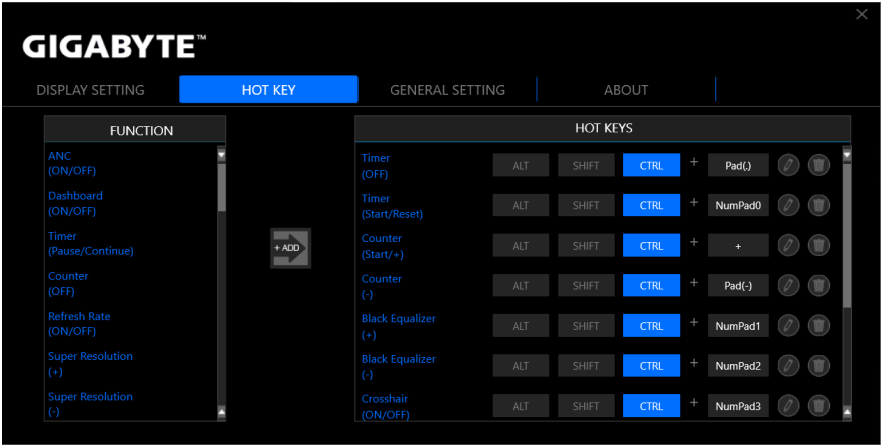 GIGABYTE™
DISPLAY SETTING
HOT KEY
GENERAL SETTING
ABOUT
FUNCTION
ANC
(ON/OFF)
Dashboard
(ON/OFF)
Timer
(Pause/Continue)
Counter
(OFF)
Refresh Rate
(ON/OFF)
Super Resolution
(+)
Super Resolution
(-)
+ ADD
HOT KEYS
Timer
(OFF)
ALT SHIFT CTRL + Pad(.)
Timer
(Start/Reset)
ALT SHIFT CTRL + NumPad0
Counter
(Start/+)
ALT SHIFT CTRL + +
Counter
(-)
ALT SHIFT CTRL + Pad(-)
Black Equalizer
(+)
ALT SHIFT CTRL + NumPad1
Black Equalizer
(-)
ALT SHIFT CTRL + NumPad2
Crosshair
(ON/OFF)
ALT SHIFT CTRL + NumPad3